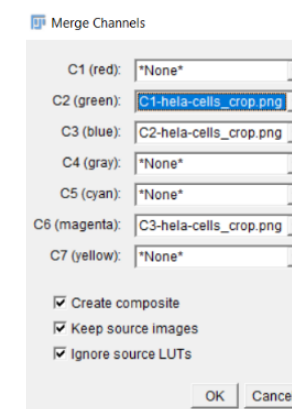 Merge Channels
C1 (red): *None*
C2 (green): C1-hela-cells_crop.png
C3 (blue): C2-hela-cells_crop.png
C4 (gray): *None*
C5 (cyan): *None*
C6 (magenta): C3-hela-cells_crop.png
C7 (yellow): *None*
Create composite
Keep source images
Ignore source LUTs
OK Cance